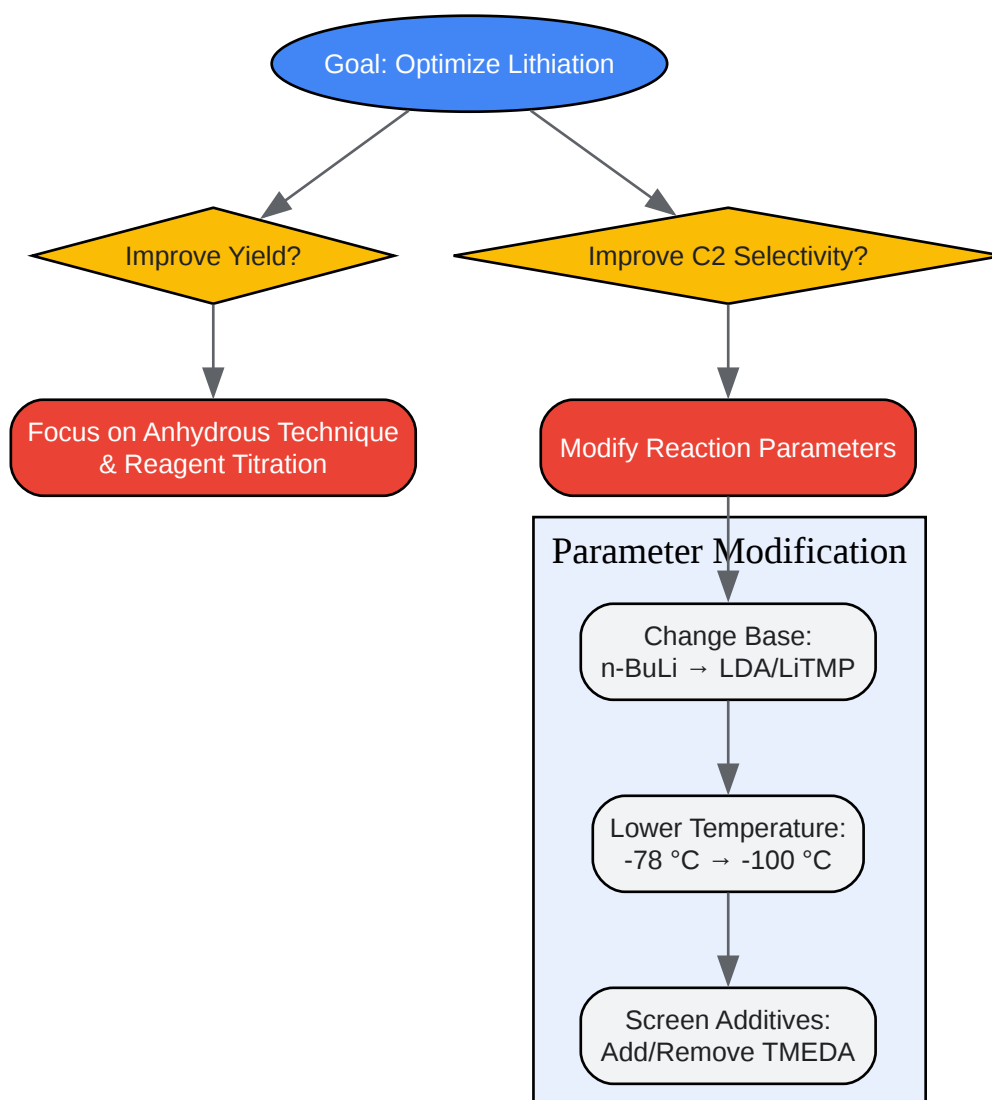 Goal: Optimize Lithiation
Improve Yield?
Improve C2 Selectivity?
Focus on Anhydrous Technique
& Reagent Titration
Modify Reaction Parameters
Parameter Modification
Change Base:
n-BuLi → LDA/LiTMP
Lower Temperature:
-78 °C → -100 °C
Screen Additives:
Add/Remove TMEDA